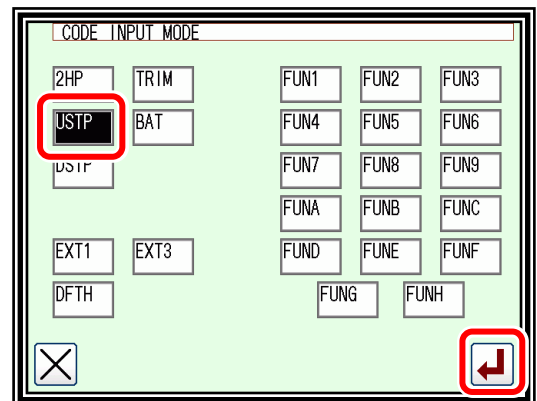 CODE INPUT MODE
2HP TRIM FUN1 FUN2 FUN3
USTP BAT FUN4 FUN5 FUN6
DSTP FUN7 FUN8 FUN9
FUNA FUNB FUNC
EXT1 EXT3 FUND FUNE FUNF
DFTH FUNG FUNH